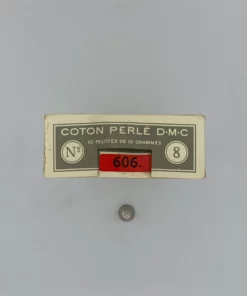 COTON PERLÉ D·M·C
10 PELOTES DE 10 GRAMMES
Nº 606. 8